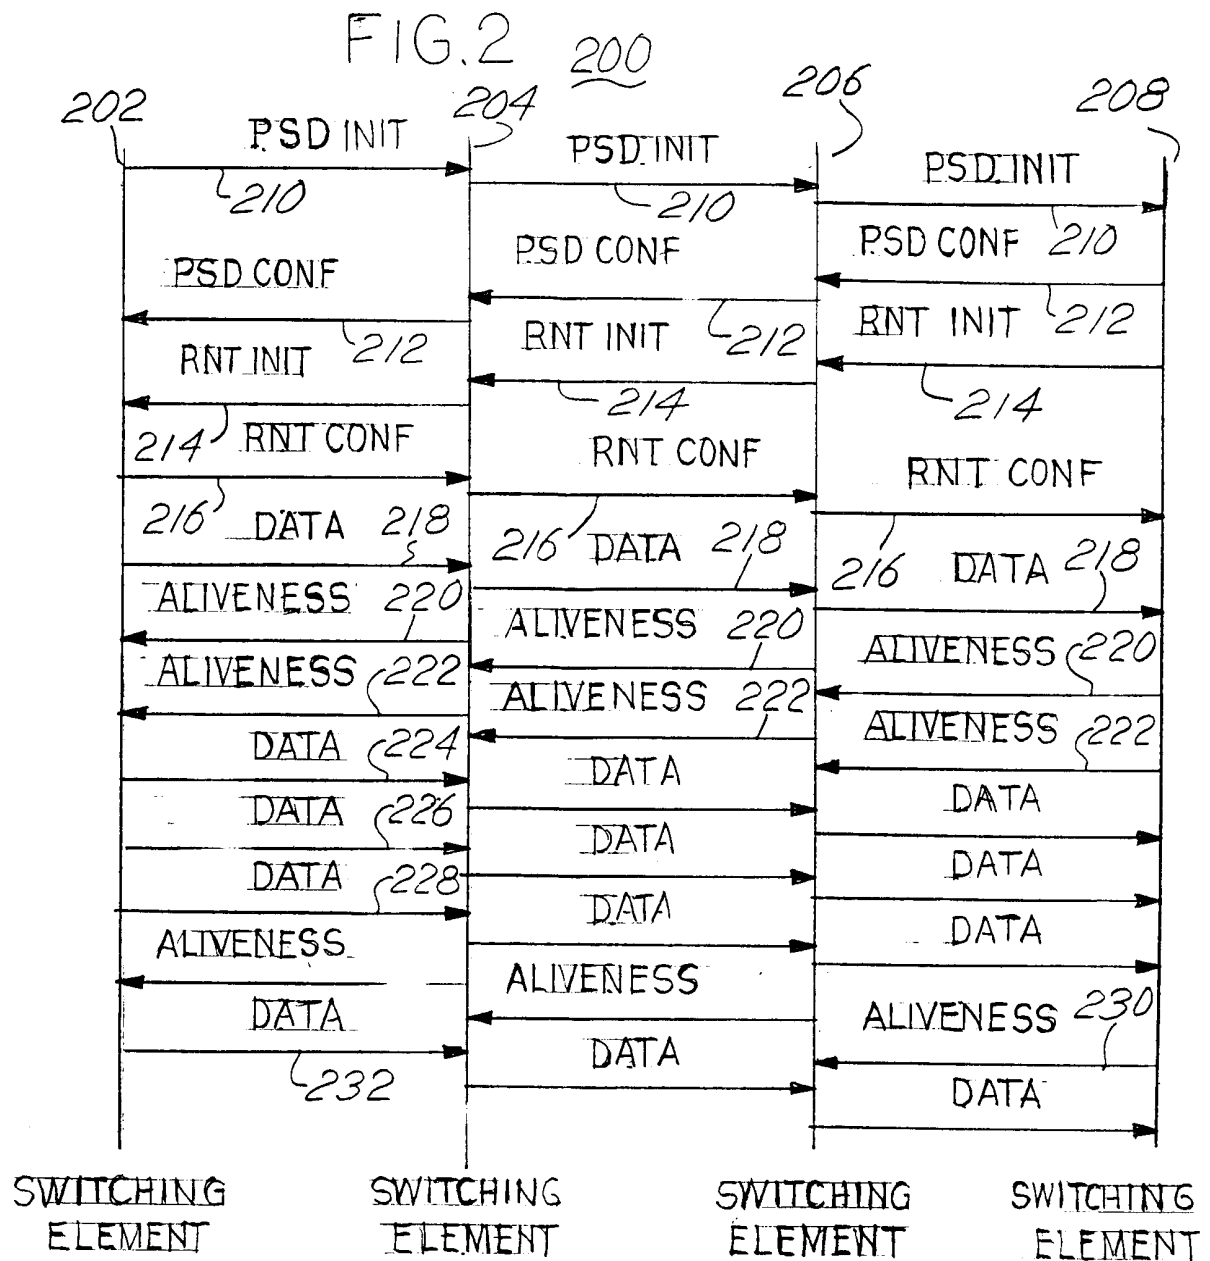 FIG.2 200
202 204 206 208
PSD INIT PSD INIT PSD INIT
210 210 210
PSD CONF PSD CONF PSD CONF
212 212 212
RNT INIT RNT INIT RNT INIT
214 214 214
RNT CONF RNT CONF RNT CONF
216 216 216
DATA 218 DATA 218 DATA 218
ALIVENESS 220 ALIVENESS 220 ALIVENESS 220
ALIVENESS 222 ALIVENESS 222 ALIVENESS 222
DATA 224 DATA DATA
DATA 226 DATA DATA
DATA 228 DATA DATA
ALIVENESS ALIVENESS ALIVENESS 230
DATA DATA DATA
232
SWITCHING SWITCHING SWITCHING SWITCHING
ELEMENT ELEMENT ELEMENT ELEMENT